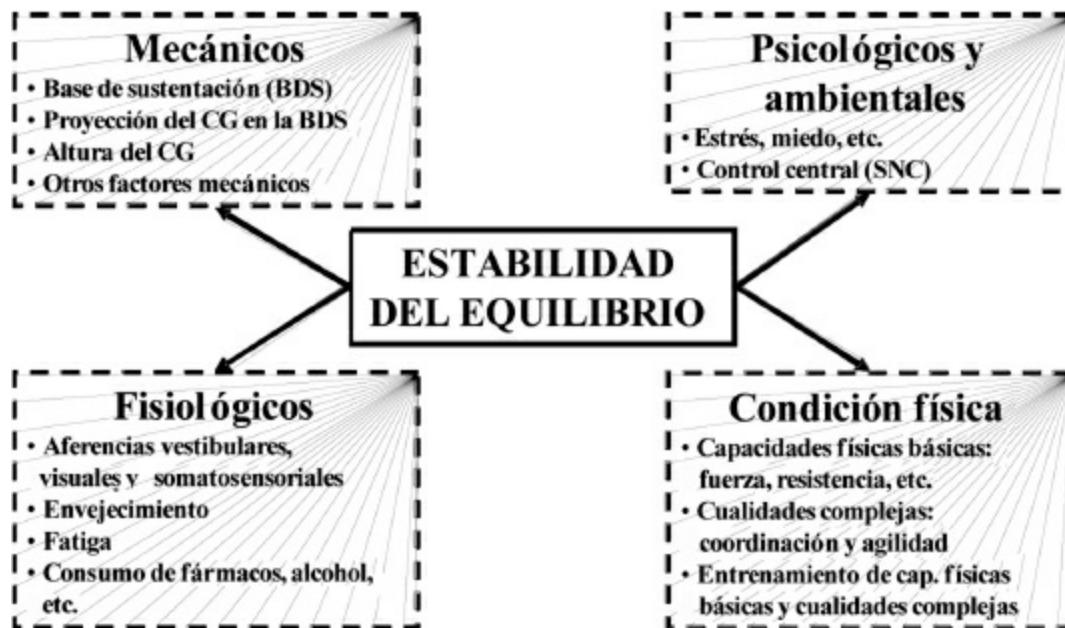 Mecánicos
• Base de sustentación (BDS)
• Proyección del CG en la BDS
• Altura del CG
• Otros factores mecánicos
Psicológicos y
ambientales
• Estrés, miedo, etc.
• Control central (SNC)
ESTABILIDAD
DEL EQUILIBRIO
Fisiológicos
• Aferencias vestibulares,
visuales y somatosensoriales
• Envejecimiento
• Fatiga
• Consumo de fármacos, alcohol,
etc.
Condición física
• Capacidades físicas básicas:
fuerza, resistencia, etc.
• Cualidades complejas:
coordinación y agilidad
• Entrenamiento de cap. físicas
básicas y cualidades complejas